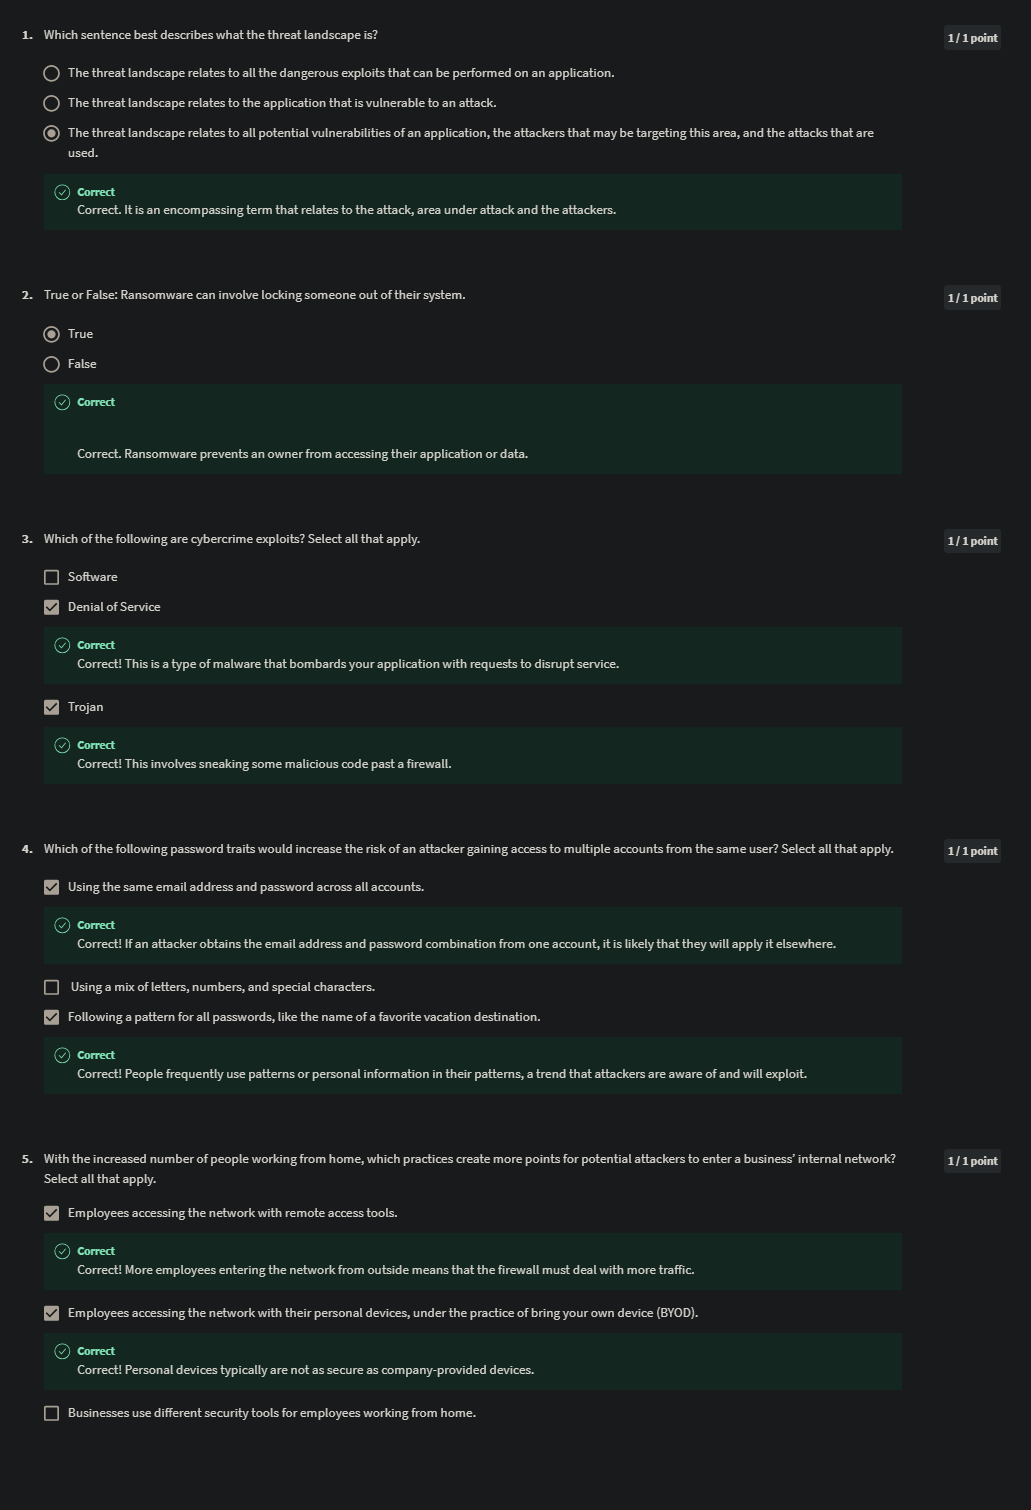 1. Which sentence best describes what the threat landscape is?
1 / 1 point
The threat landscape relates to all the dangerous exploits that can be performed on an application.
The threat landscape relates to the application that is vulnerable to an attack.
The threat landscape relates to all potential vulnerabilities of an application, the attackers that may be targeting this area, and the attacks that are
used.
Correct
Correct. It is an encompassing term that relates to the attack, area under attack and the attackers.
2. True or False: Ransomware can involve locking someone out of their system.
1 / 1 point
True
False
Correct
Correct. Ransomware prevents an owner from accessing their application or data.
3. Which of the following are cybercrime exploits? Select all that apply.
1 / 1 point
Software
Denial of Service
Correct
Correct! This is a type of malware that bombards your application with requests to disrupt service.
Trojan
Correct
Correct! This involves sneaking some malicious code past a firewall.
4. Which of the following password traits would increase the risk of an attacker gaining access to multiple accounts from the same user? Select all that apply.
1 / 1 point
Using the same email address and password across all accounts.
Correct
Correct! If an attacker obtains the email address and password combination from one account, it is likely that they will apply it elsewhere.
Using a mix of letters, numbers, and special characters.
Following a pattern for all passwords, like the name of a favorite vacation destination.
Correct
Correct! People frequently use patterns or personal information in their patterns, a trend that attackers are aware of and will exploit.
5. With the increased number of people working from home, which practices create more points for potential attackers to enter a business' internal network?
Select all that apply.
1 / 1 point
Employees accessing the network with remote access tools.
Correct
Correct! More employees entering the network from outside means that the firewall must deal with more traffic.
Employees accessing the network with their personal devices, under the practice of bring your own device (BYOD).
Correct
Correct! Personal devices typically are not as secure as company-provided devices.
Businesses use different security tools for employees working from home.